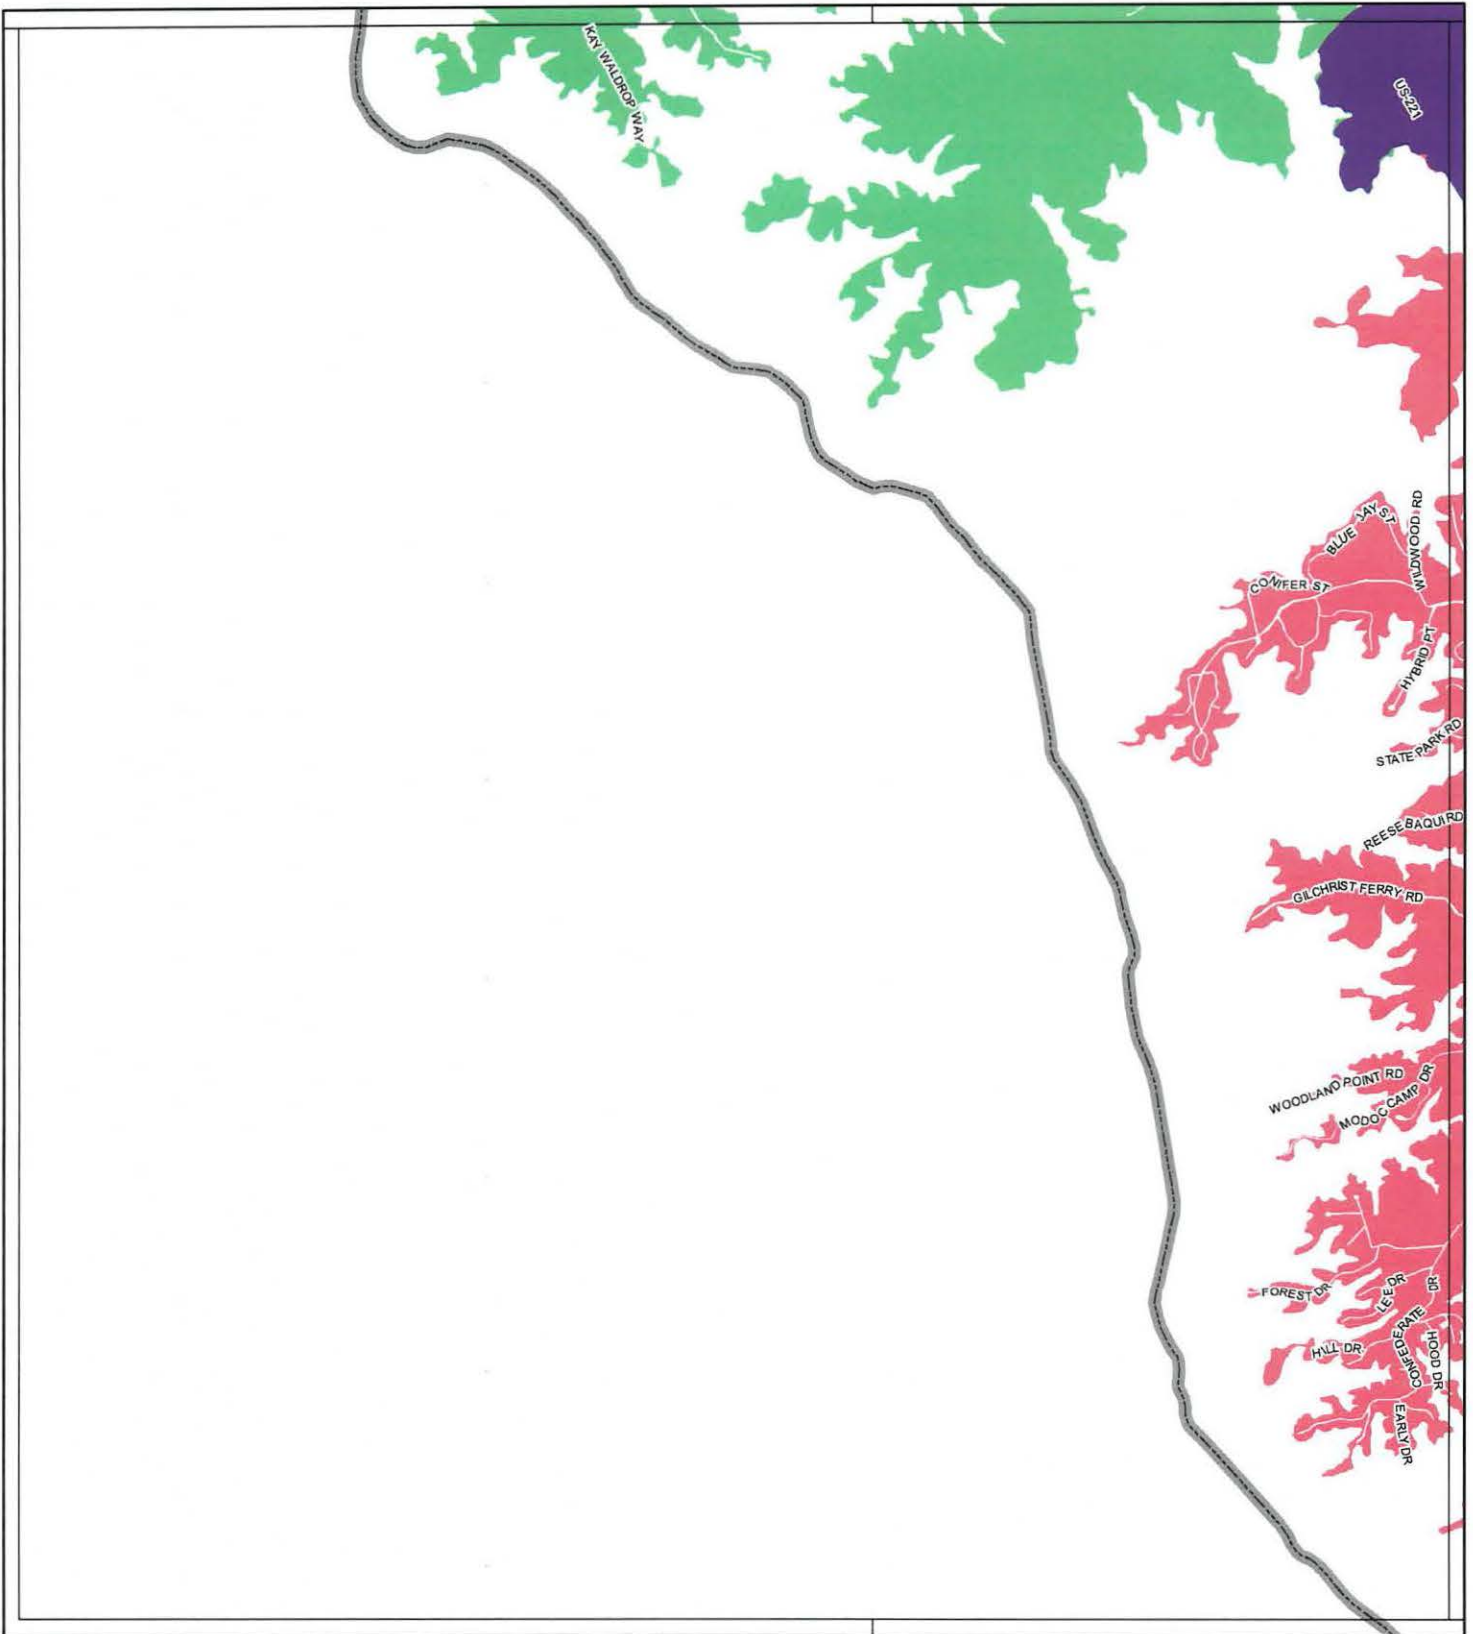 KAY WALDROP WAY
US-221
BLUE JAY ST
WILDWOOD RD
CONIFER ST
HYBRID PT
STATE PARK RD
REESE BAQUI RD
GILCHRIST FERRY RD
WOODLAND POINT RD
MODOC CAMP DR
FOREST DR
LEE DR
DR
CONFEDERATE
HILL DR
HOOD DR
EARLY DR